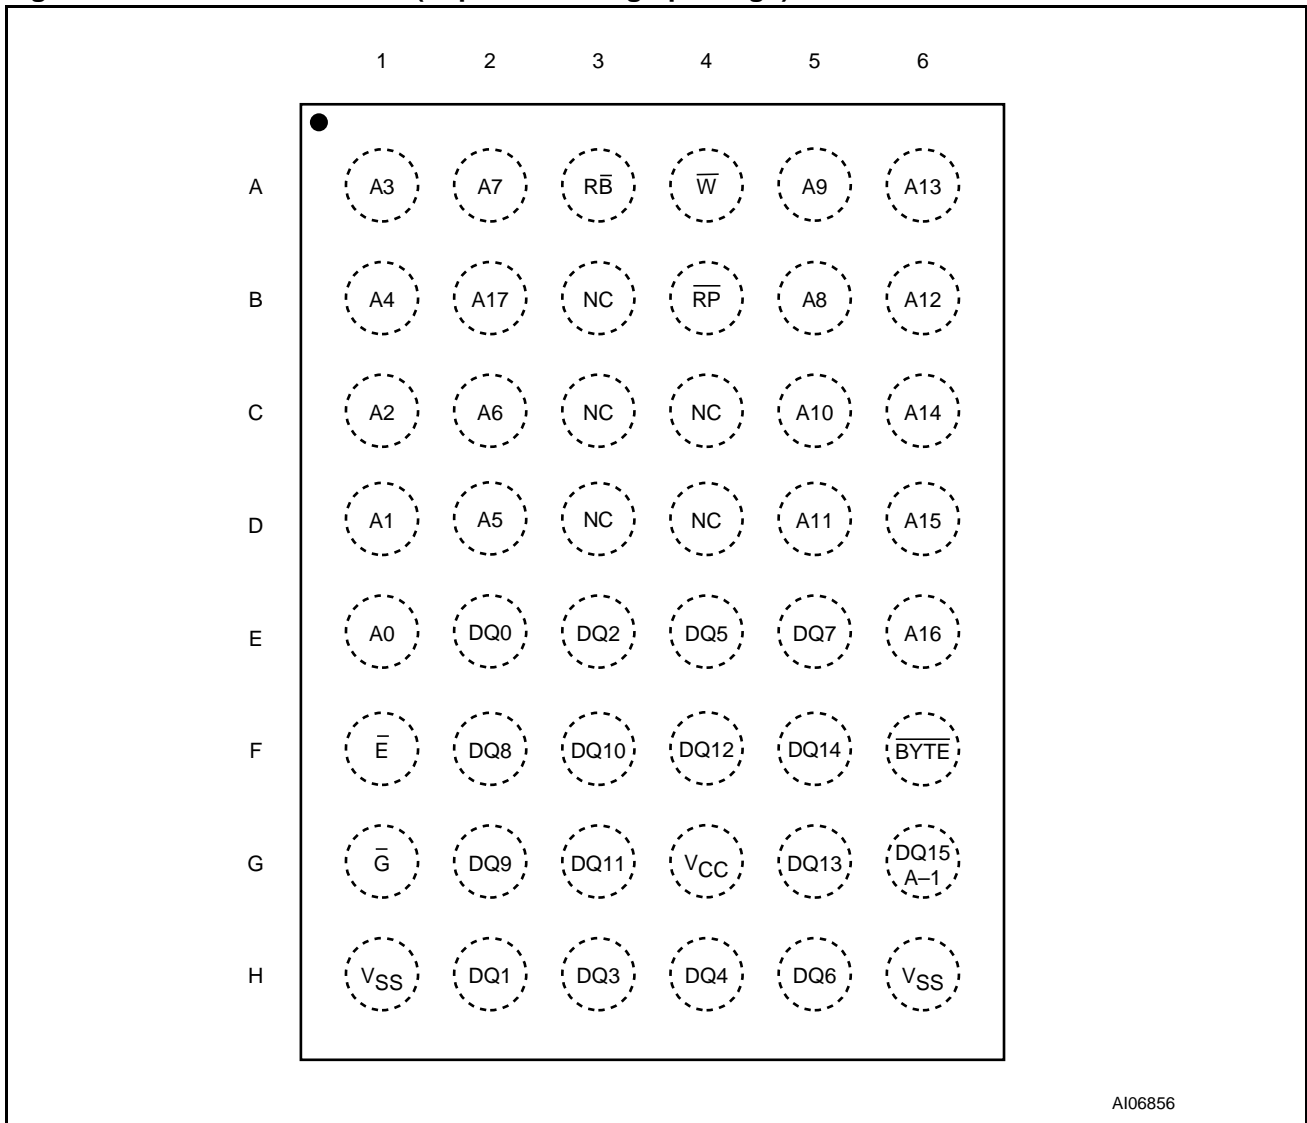 1 2 3 4 5 6
A A3 A7 RB̅ W̅ A9 A13
B A4 A17 NC R̅P̅ A8 A12
C A2 A6 NC NC A10 A14
D A1 A5 NC NC A11 A15
E A0 DQ0 DQ2 DQ5 DQ7 A16
F E̅ DQ8 DQ10 DQ12 DQ14 B̅Y̅T̅E̅
G G̅ DQ9 DQ11 VCC DQ13 DQ15 A–1
H VSS DQ1 DQ3 DQ4 DQ6 VSS
AI06856